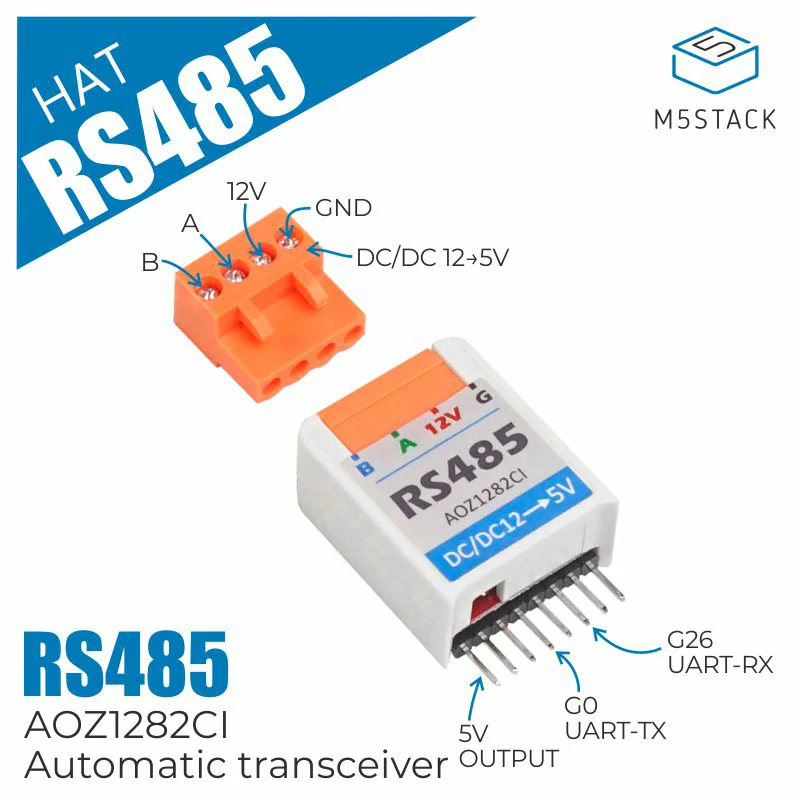 HAT
RS485
5
M5STACK
12V
GND
A
B
DC/DC 12→5V
B A 12V G
RS485
AOZ1282CI
DC/DC12→5V
RS485
AOZ1282CI
Automatic transceiver
5V
OUTPUT
G0
UART-TX
G26
UART-RX